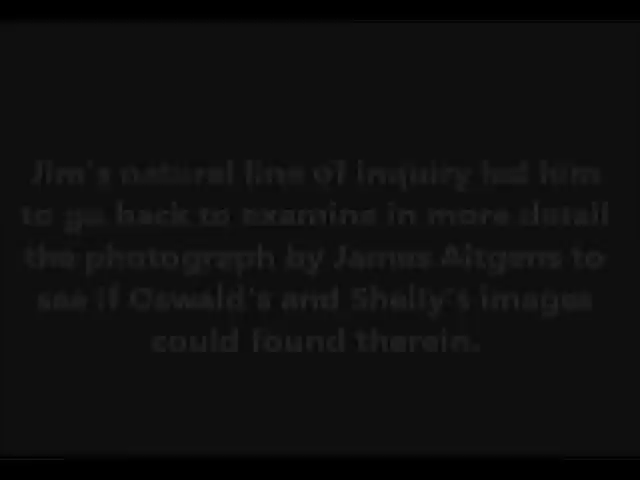 Jim's natural line of inquiry led him
to go back to examine in more detail
the photograph by James Altgens to
see if Oswald's and Shelly's images
could found therein.